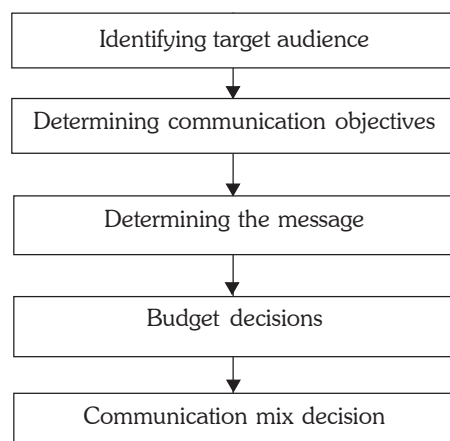 Identifying target audience
Determining communication objectives
Determining the message
Budget decisions
Communication mix decision